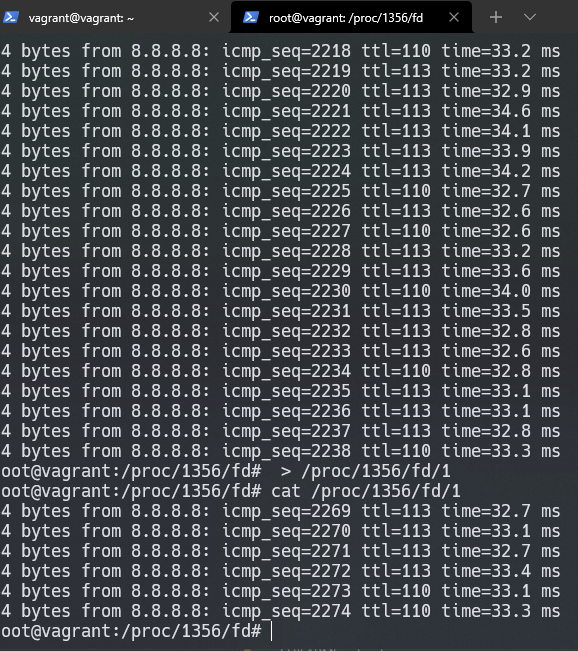 vagrant@vagrant: ~
root@vagrant: /proc/1356/fd
4 bytes from 8.8.8.8: icmp_seq=2218 ttl=110 time=33.2 ms
4 bytes from 8.8.8.8: icmp_seq=2219 ttl=113 time=33.2 ms
4 bytes from 8.8.8.8: icmp_seq=2220 ttl=113 time=32.9 ms
4 bytes from 8.8.8.8: icmp_seq=2221 ttl=113 time=34.6 ms
4 bytes from 8.8.8.8: icmp_seq=2222 ttl=113 time=34.1 ms
4 bytes from 8.8.8.8: icmp_seq=2223 ttl=113 time=33.9 ms
4 bytes from 8.8.8.8: icmp_seq=2224 ttl=113 time=34.2 ms
4 bytes from 8.8.8.8: icmp_seq=2225 ttl=110 time=32.7 ms
4 bytes from 8.8.8.8: icmp_seq=2226 ttl=113 time=32.6 ms
4 bytes from 8.8.8.8: icmp_seq=2227 ttl=110 time=32.6 ms
4 bytes from 8.8.8.8: icmp_seq=2228 ttl=113 time=33.2 ms
4 bytes from 8.8.8.8: icmp_seq=2229 ttl=113 time=33.6 ms
4 bytes from 8.8.8.8: icmp_seq=2230 ttl=110 time=34.0 ms
4 bytes from 8.8.8.8: icmp_seq=2231 ttl=113 time=33.5 ms
4 bytes from 8.8.8.8: icmp_seq=2232 ttl=113 time=32.8 ms
4 bytes from 8.8.8.8: icmp_seq=2233 ttl=113 time=32.6 ms
4 bytes from 8.8.8.8: icmp_seq=2234 ttl=110 time=32.8 ms
4 bytes from 8.8.8.8: icmp_seq=2235 ttl=113 time=33.1 ms
4 bytes from 8.8.8.8: icmp_seq=2236 ttl=113 time=33.1 ms
4 bytes from 8.8.8.8: icmp_seq=2237 ttl=113 time=32.8 ms
4 bytes from 8.8.8.8: icmp_seq=2238 ttl=110 time=33.3 ms
oot@vagrant:/proc/1356/fd#  > /proc/1356/fd/1
oot@vagrant:/proc/1356/fd# cat /proc/1356/fd/1
4 bytes from 8.8.8.8: icmp_seq=2269 ttl=113 time=32.7 ms
4 bytes from 8.8.8.8: icmp_seq=2270 ttl=113 time=33.1 ms
4 bytes from 8.8.8.8: icmp_seq=2271 ttl=113 time=32.7 ms
4 bytes from 8.8.8.8: icmp_seq=2272 ttl=113 time=33.4 ms
4 bytes from 8.8.8.8: icmp_seq=2273 ttl=110 time=33.1 ms
4 bytes from 8.8.8.8: icmp_seq=2274 ttl=110 time=33.3 ms
oot@vagrant:/proc/1356/fd#